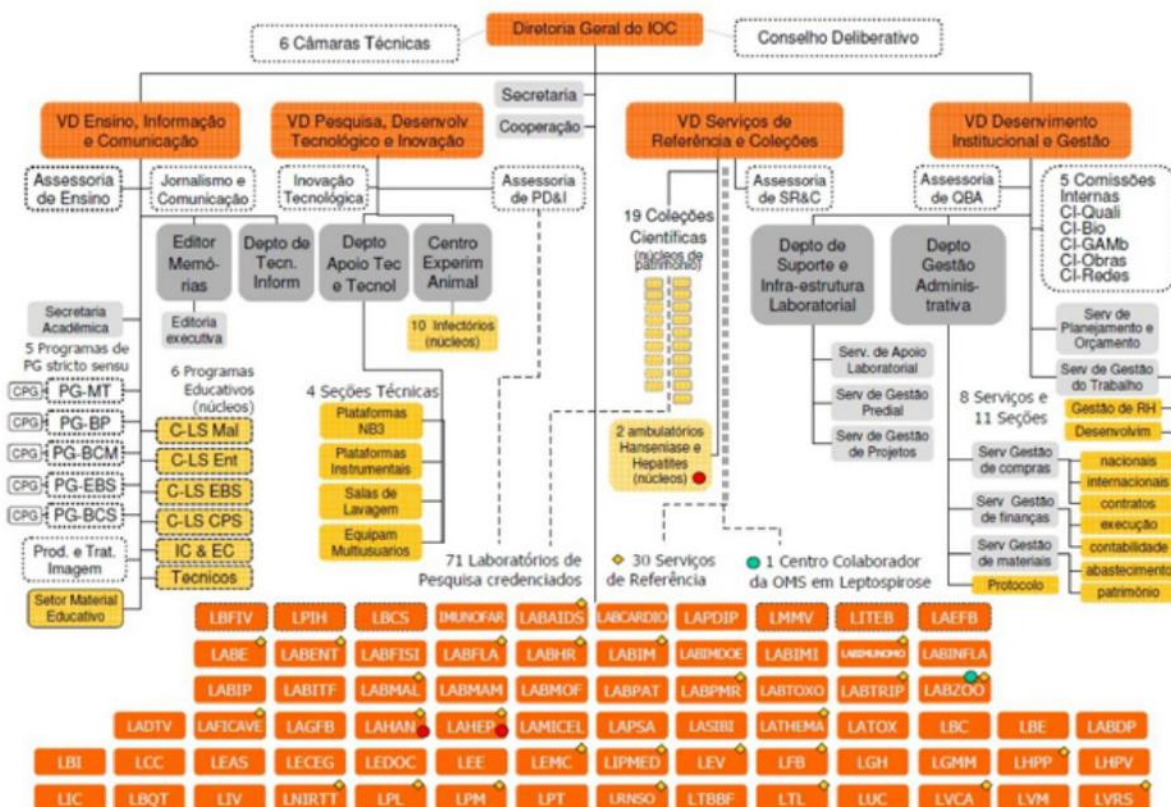 Diretoria Geral do IOC
6 Câmaras Técnicas
Conselho Deliberativo
Secretaria
Cooperação
VD Ensino, Informação
e Comunicação
VD Pesquisa, Desenvolv
Tecnológico e Inovação
VD Serviços de
Referência e Coleções
VD Desenvimento
Institucional e Gestão
Assessoria
de Ensino
Jornalismo e
Comunicação
Inovação
Tecnológica
Assessoria
de PD&I
Assessoria
de SR&C
Assessoria
de QBA
5 Comissões
Internas
CI-Quali
CI-Bio
CI-GAMb
CI-Obras
CI-Redes
Editor
Memó-
rias
Depto de
Tecn.
Inform
Depto
Apoio Tec
e Tecnol
Centro
Experim
Animal
19 Coleções
Científicas
(núcleos de
patrimônio)
Depto de
Suporte e
Infra-estrutura
Laboratorial
Depto
Gestão
Adminis-
trativa
Secretaria
Acadêmica
Editoria
executiva
10 Infectórios
(núcleos)
Serv de
Planejamento e
Orçamento
Serv de Gestão
do Trabalho
Gestão de RH
Desenvolvim
5 Programas de
PG stricto sensu
CPG PG-MT
CPG PG-BP
CPG PG-BCM
CPG PG-EBS
CPG PG-BCS
Prod. e Trat.
Imagem
Setor Material
Educativo
6 Programas
Educativos
(núcleos)
C-LS Mal
C-LS Ent
C-LS EBS
C-LS CPS
IC & EC
Tecnicos
4 Seções Técnicas
Plataformas
NB3
Plataformas
Instrumentais
Salas de
Lavagem
Equipam
Multiusuarios
2 ambulatórios
Hanseniase e
Hepatites
(núcleos)
Serv. de Apoio
Laboratorial
Serv de Gestão
Predial
Serv de Gestão
de Projetos
8 Serviços e
11 Seções
Serv Gestão
de compras
Serv Gestão
de finanças
Serv Gestão
de materiais
Protocolo
nacionais
internacionais
contratos
execução
contabilidade
abastecimento
patrimônio
71 Laboratórios de
Pesquisa credenciados
30 Serviços
de Referência
1 Centro Colaborador
da OMS em Leptospirose
LBFIV LPIH LBCS IMUNOFAR LABAIDS LABCARDIO LAPDIP LMMV LITEB LAEFB
LABE LABENT LABFISI LABFLA LABHR LABIM LABIMDOE LABIMI LABIMUNOMO LABINFLA
LABIP LABITF LABMAL LABMAM LABMOF LABPAT LABPMR LABTOXO LABTRIP LABZOO
LADTV LAFICAVE LAGFB LAHAN LAHEP LAMICEL LAPSA LASIBI LATHEMA LATOX LBC LBE LABDP
LBI LCC LEAS LECEG LEDOC LEE LEMC LIPMED LEV LFB LGH LGMM LHPP LHPV
LIC LBQT LIV LNIRTT LPL LPM LPT LRNSO LTBBF LTL LUC LVCA LVM LVRS